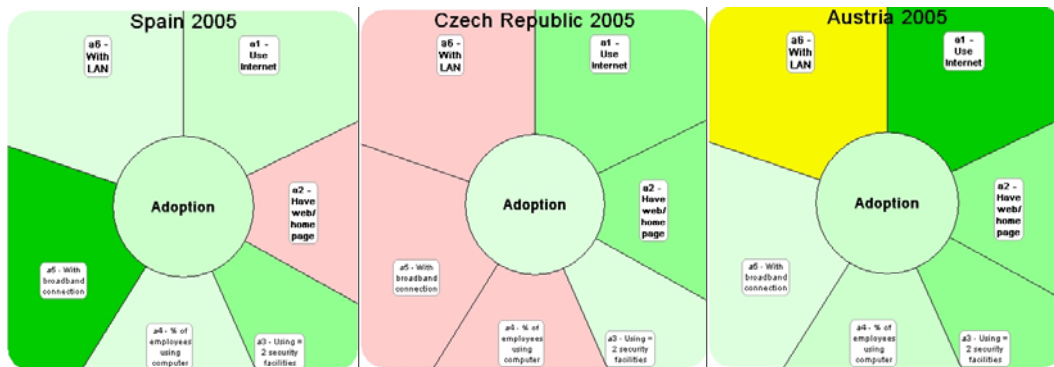 Spain 2005
a6 -
With
LAN
a1 -
Use
Internet
Adoption
a2 -
Have
web/
home
page
a5 - With
broadband
connection
a4 - % of
employees
using
computer
a3 - Using =
2 security
facilities
Czech Republic 2005
a6 -
With
LAN
a1 -
Use
Internet
Adoption
a2 -
Have
web/
home
page
a5 - With
broadband
connection
a4 - % of
employees
using
computer
a3 - Using =
2 security
facilities
Austria 2005
a6 -
With
LAN
a1 -
Use
Internet
Adoption
a2 -
Have
web/
home
page
a5 - With
broadband
connection
a4 - % of
employees
using
computer
a3 - Using =
2 security
facilities